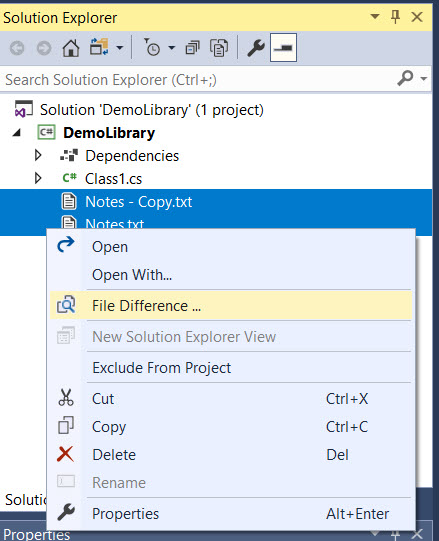 Solution Explorer
Search Solution Explorer (Ctrl+;)
Solution 'DemoLibrary' (1 project)
C# DemoLibrary
Dependencies
C# Class1.cs
Notes - Copy.txt
Notes.txt
Open
Open With...
File Difference ...
New Solution Explorer View
Exclude From Project
Cut Ctrl+X
Copy Ctrl+C
Delete Del
Rename
Properties Alt+Enter
Solutio
Properties